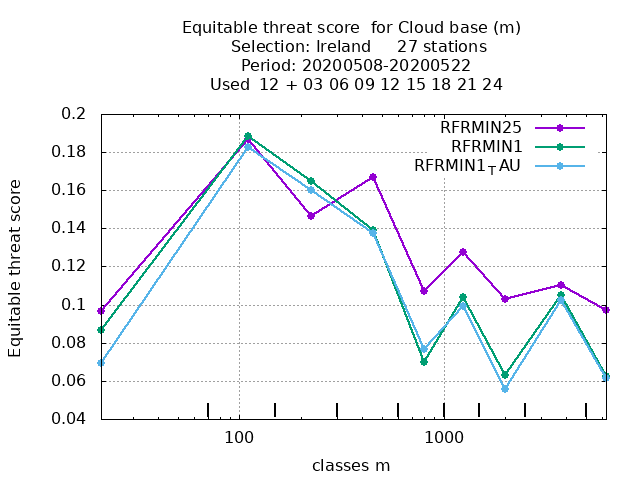 Equitable threat score  for Cloud base (m)
Selection: Ireland     27 stations
Period: 20200508-20200522
Used  12 + 03 06 09 12 15 18 21 24
RFRMIN25
RFRMIN1
RFRMIN1TAU
0.2
0.18
0.16
0.14
0.12
0.1
0.08
0.06
0.04
Equitable threat score
100
1000
classes m